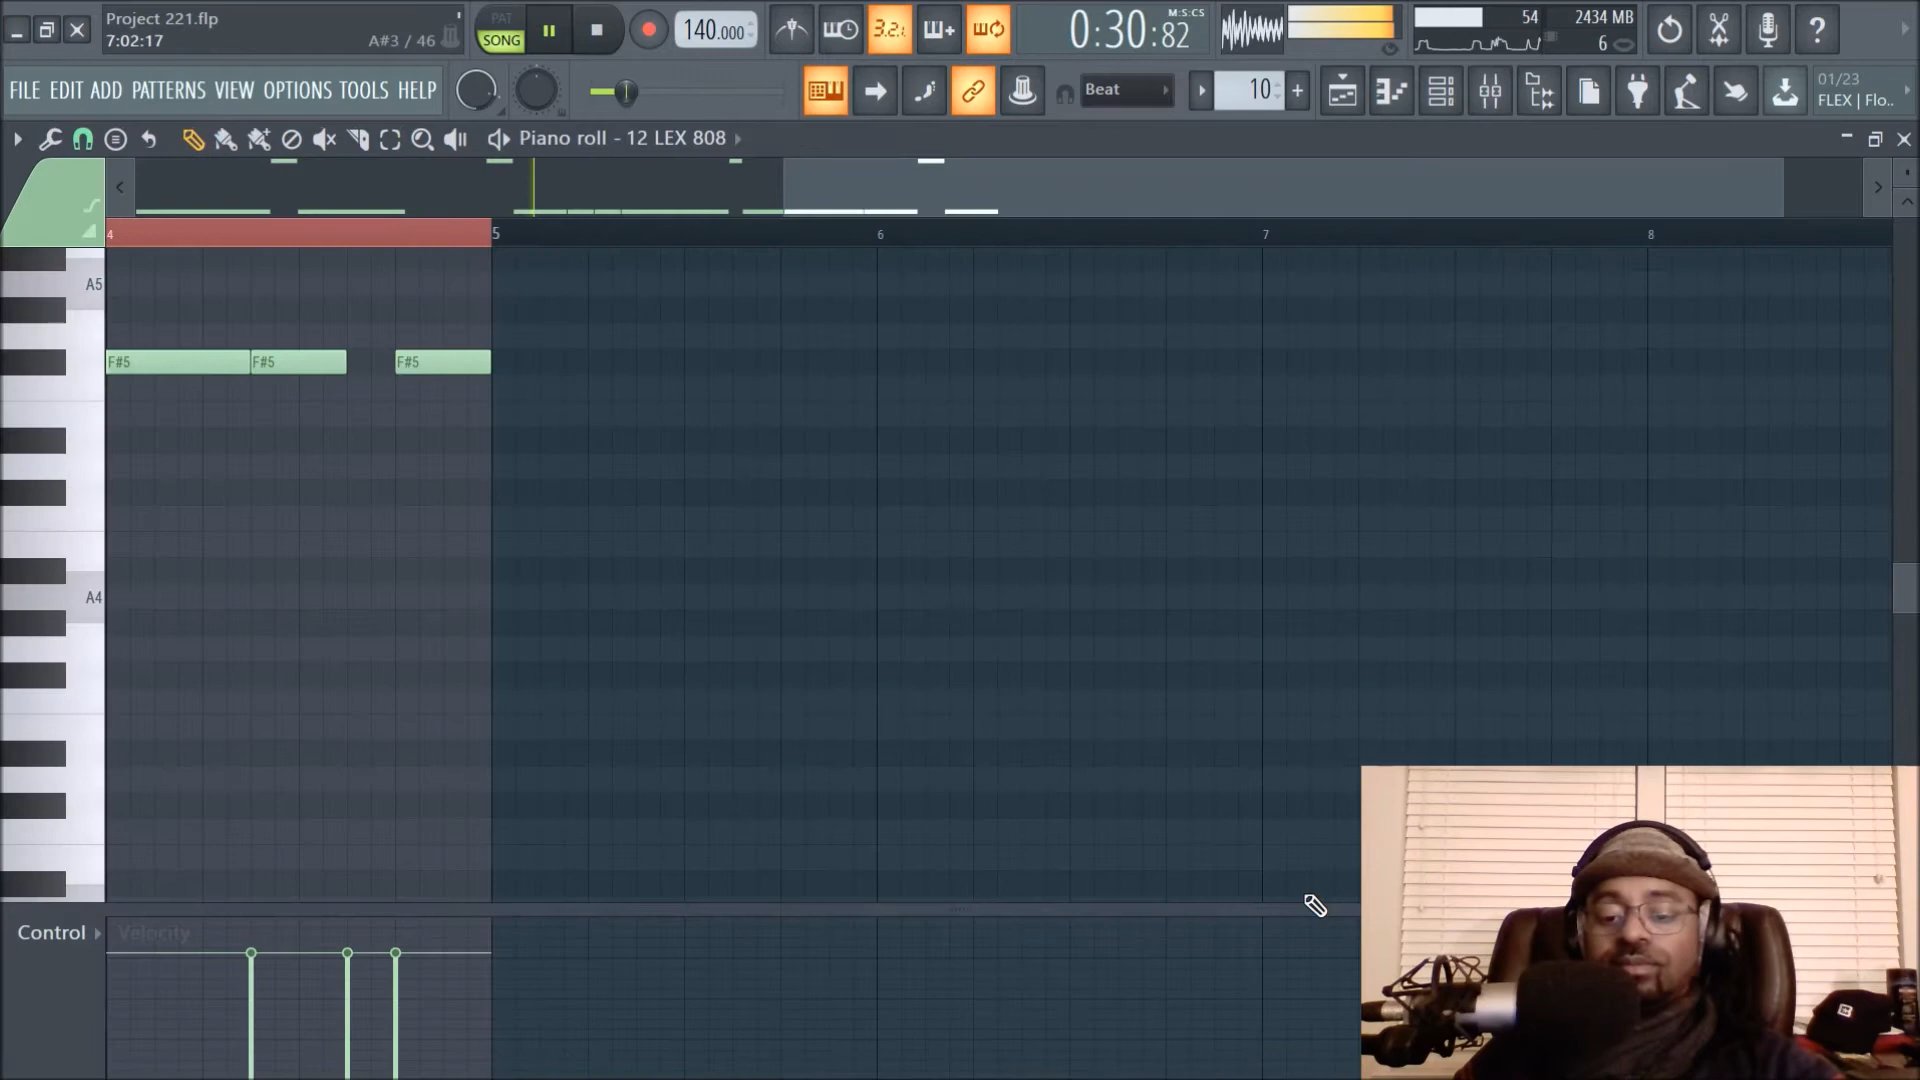 Project 221.flp
7:02:17
A#3 / 46
PAT
SONG
140.000
3.2.
0:30:82
M:S:CS
54
2434 MB
6
?
FILE EDIT ADD PATTERNS VIEW OPTIONS TOOLS HELP
Beat
10
+
01/23
FLEX | Flo..
Piano roll - 12 LEX 808
4
5
6
7
8
A5
F#5
F#5
F#5
A4
Control
Velocity